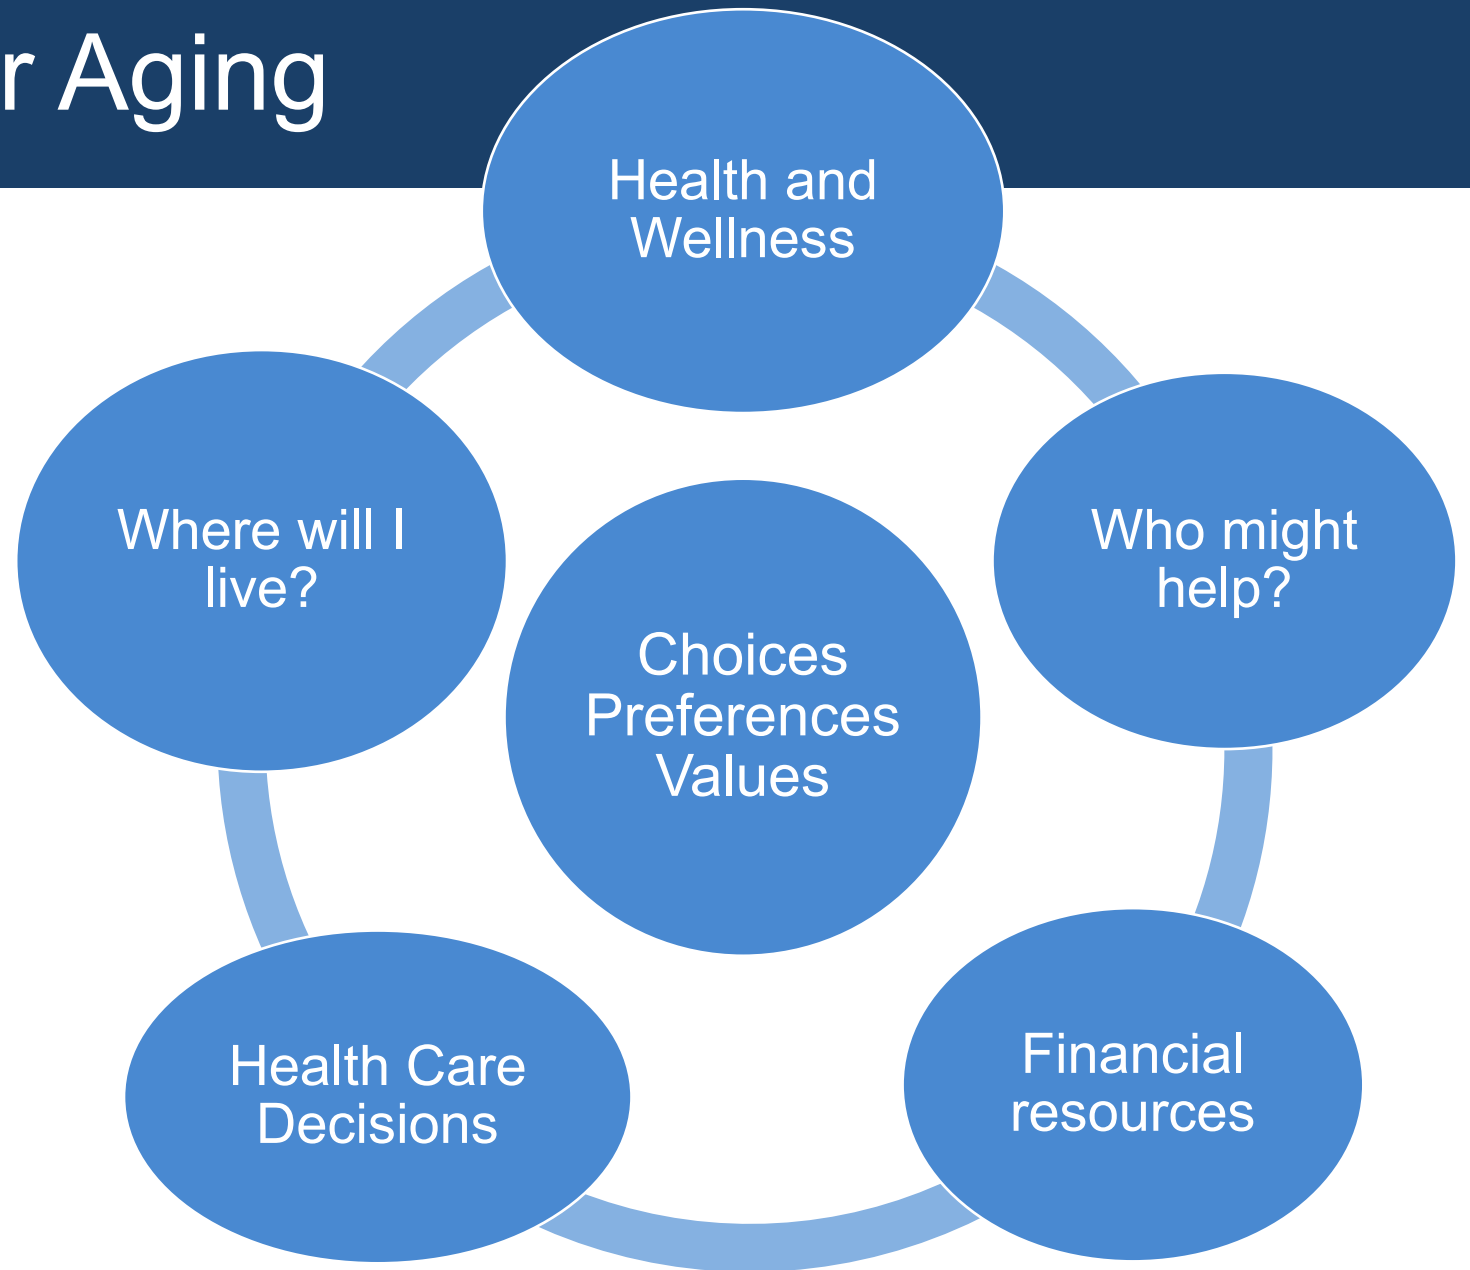 r Aging
Health and
Wellness
Where will I
live?
Who might
help?
Choices
Preferences
Values
Health Care
Decisions
Financial
resources